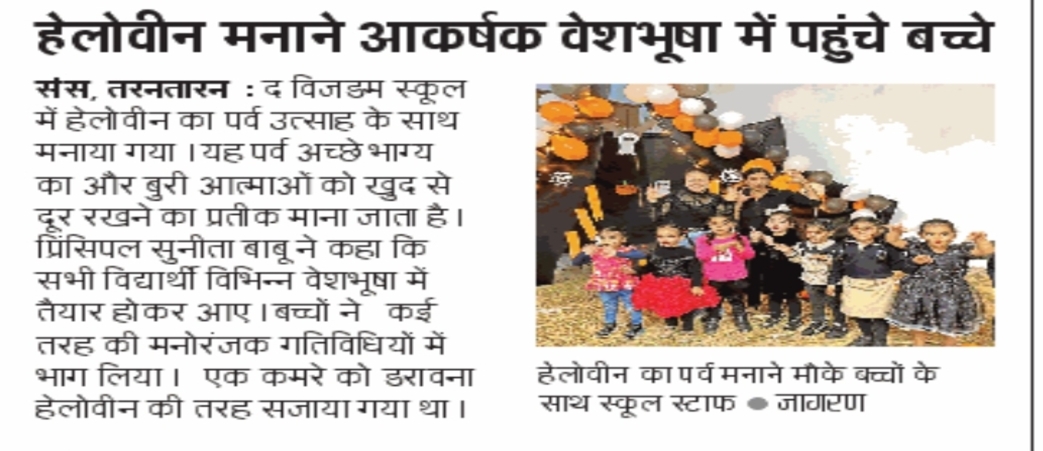 हेलोवीन मनाने आकर्षक वेशभूषा में पहुंचे बच्चे
संस, तरनतारन : द विजडम स्कूल
में हेलोवीन का पर्व उत्साह के साथ
मनाया गया । यह पर्व अच्छे भाग्य
का और बुरी आत्माओं को खुद से
दूर रखने का प्रतीक माना जाता है ।
प्रिंसिपल सुनीता बाबू ने कहा कि
सभी विद्यार्थी विभिन्न वेशभूषा में
तैयार होकर आए । बच्चों ने कई
तरह की मनोरंजक गतिविधियों में
भाग लिया । एक कमरे को डरावना
हेलोवीन की तरह सजाया गया था ।
हेलोवीन का पर्व मनाने मौके बच्चों के
साथ स्कूल स्टाफ ● जागरण